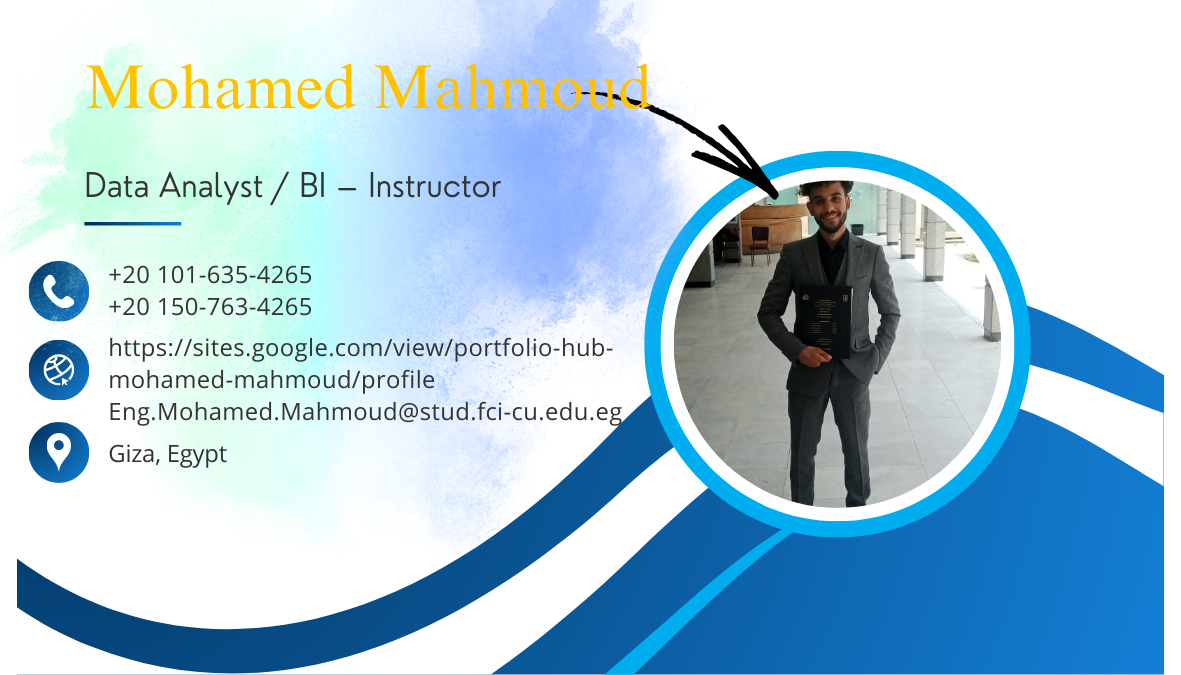 Mohamed Mahmoud
Data Analyst / BI – Instructor
+20 101-635-4265
+20 150-763-4265
https://sites.google.com/view/portfolio-hub-
mohamed-mahmoud/profile
Eng.Mohamed.Mahmoud@stud.fci-cu.edu.eg
Giza, Egypt